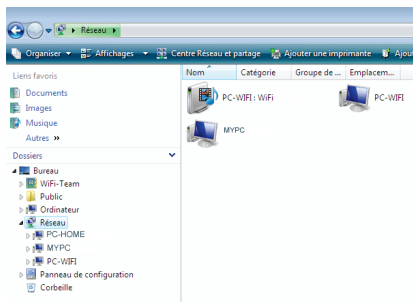 Réseau
Organiser Affichages Centre Réseau et partage Ajouter une imprimante Ajou
Liens favoris
Documents
Images
Musique
Autres »
Dossiers
Bureau
WiFi-Team
Public
Ordinateur
Réseau
PC-HOME
MYPC
PC-WIFI
Panneau de configuration
Corbeille
Nom Catégorie Groupe de ... Emplacem...
PC-WIFI : WiFi PC-WIFI
MYPC